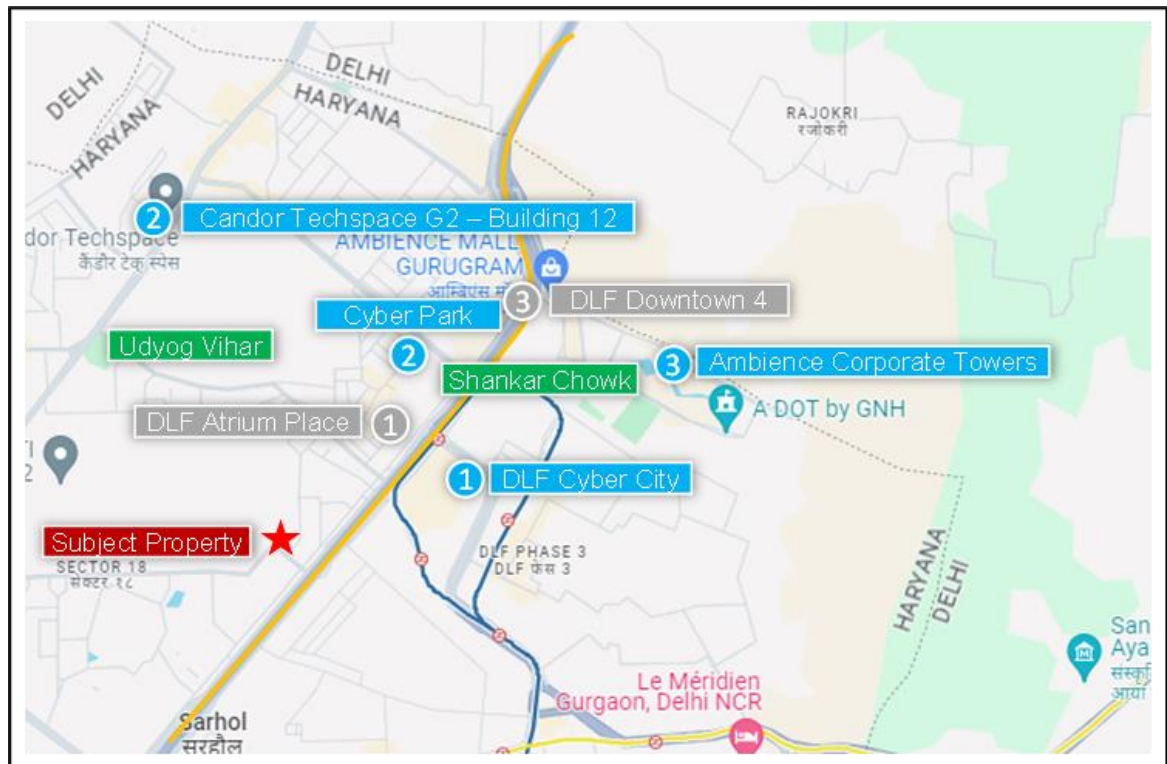 DELHI
HARYANA
DELHI
HARYANA
RAJOKRI
रजोकरी
2
Candor Techspace G2 – Building 12
dor Techspace
कैंडोर टेक स्पेस
AMBIENCE MALL
GURUGRAM
3
DLF Downtown 4
Cyber Park
2
Udyog Vihar
Shankar Chowk
3
Ambience Corporate Towers
A DOT by GNH
DLF Atrium Place
1
2
1
DLF Cyber City
Subject Property
SECTOR 18
सेक्टर १८
DLF PHASE 3
DLF फेस 3
HARYANA
DELHI
San
Aya
Le Méridien
Gurgaon, Delhi NCR
Sarhol
सरहौल